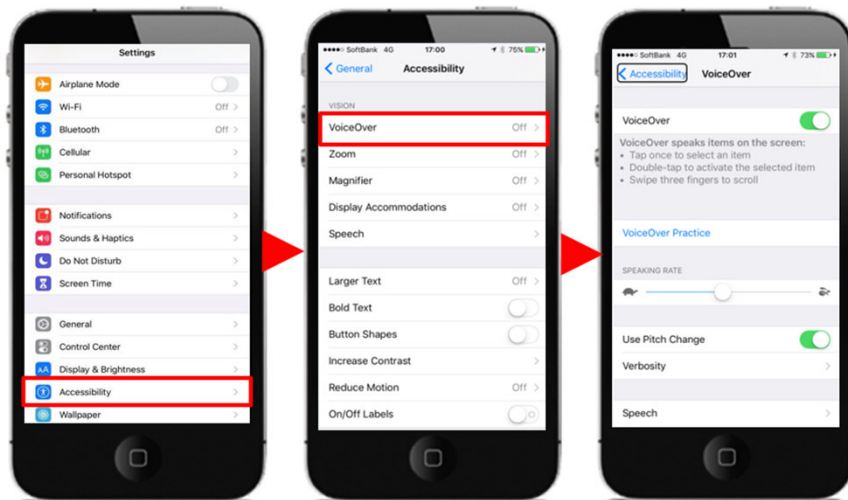 Settings
Airplane Mode
Wi-Fi Off
Bluetooth Off
Cellular
Personal Hotspot
Notifications
Sounds & Haptics
Do Not Disturb
Screen Time
General
Control Center
AA Display & Brightness
Accessibility
Wallpaper
SoftBank 4G 17:00 75%
General Accessibility
VISION
VoiceOver Off
Zoom Off
Magnifier Off
Display Accommodations Off
Speech
Larger Text Off
Bold Text
Button Shapes
Increase Contrast
Reduce Motion Off
On/Off Labels
SoftBank 4G 17:01 73%
Accessibility VoiceOver
VoiceOver
VoiceOver speaks items on the screen:
• Tap once to select an item
• Double-tap to activate the selected item
• Swipe three fingers to scroll
VoiceOver Practice
SPEAKING RATE
Use Pitch Change
Verbosity
Speech